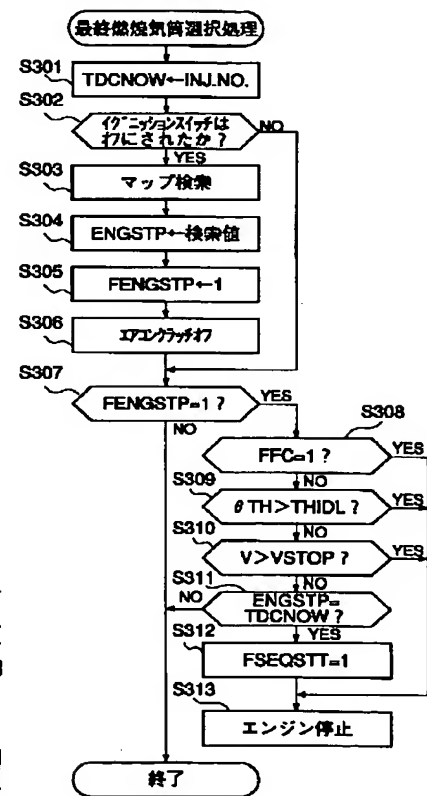 最終燃焼気筒選択処理
S301
TDCNOW←INJ.NO.
S302
イグニッションスイッチは
オフにされたか?
NO
YES
S303
マップ検索
S304
ENGSTP←検索値
S305
FENGSTP←1
S306
エアコンクラッチオフ
S307
FENGSTP=1?
YES
NO
S308
FFC=1?
YES
NO
S309
θTH>THIDL?
YES
NO
S310
V>VSTOP?
YES
NO
S311
ENGSTP=
TDCNOW?
NO
YES
S312
FSEQSTT=1
S313
エンジン停止
終了